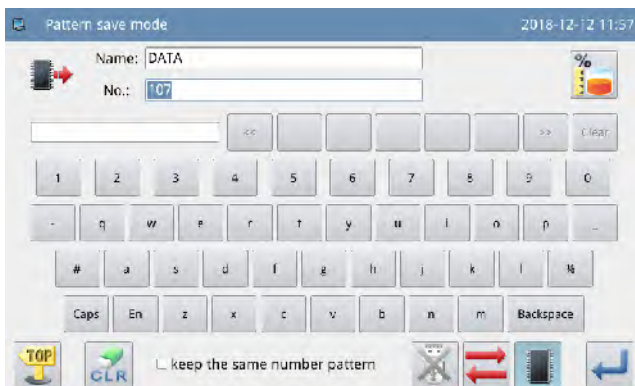 Pattern save mode 2018-12-12 11:57
Name: DATA
No.: 107
%
<< >> Clear
1 2 3 4 5 6 7 8 9 0
- q w e r t y u i o p _
# a s d f g h j k l
Caps En z x c v b n m Backspace
TOP CLR keep the same number pattern